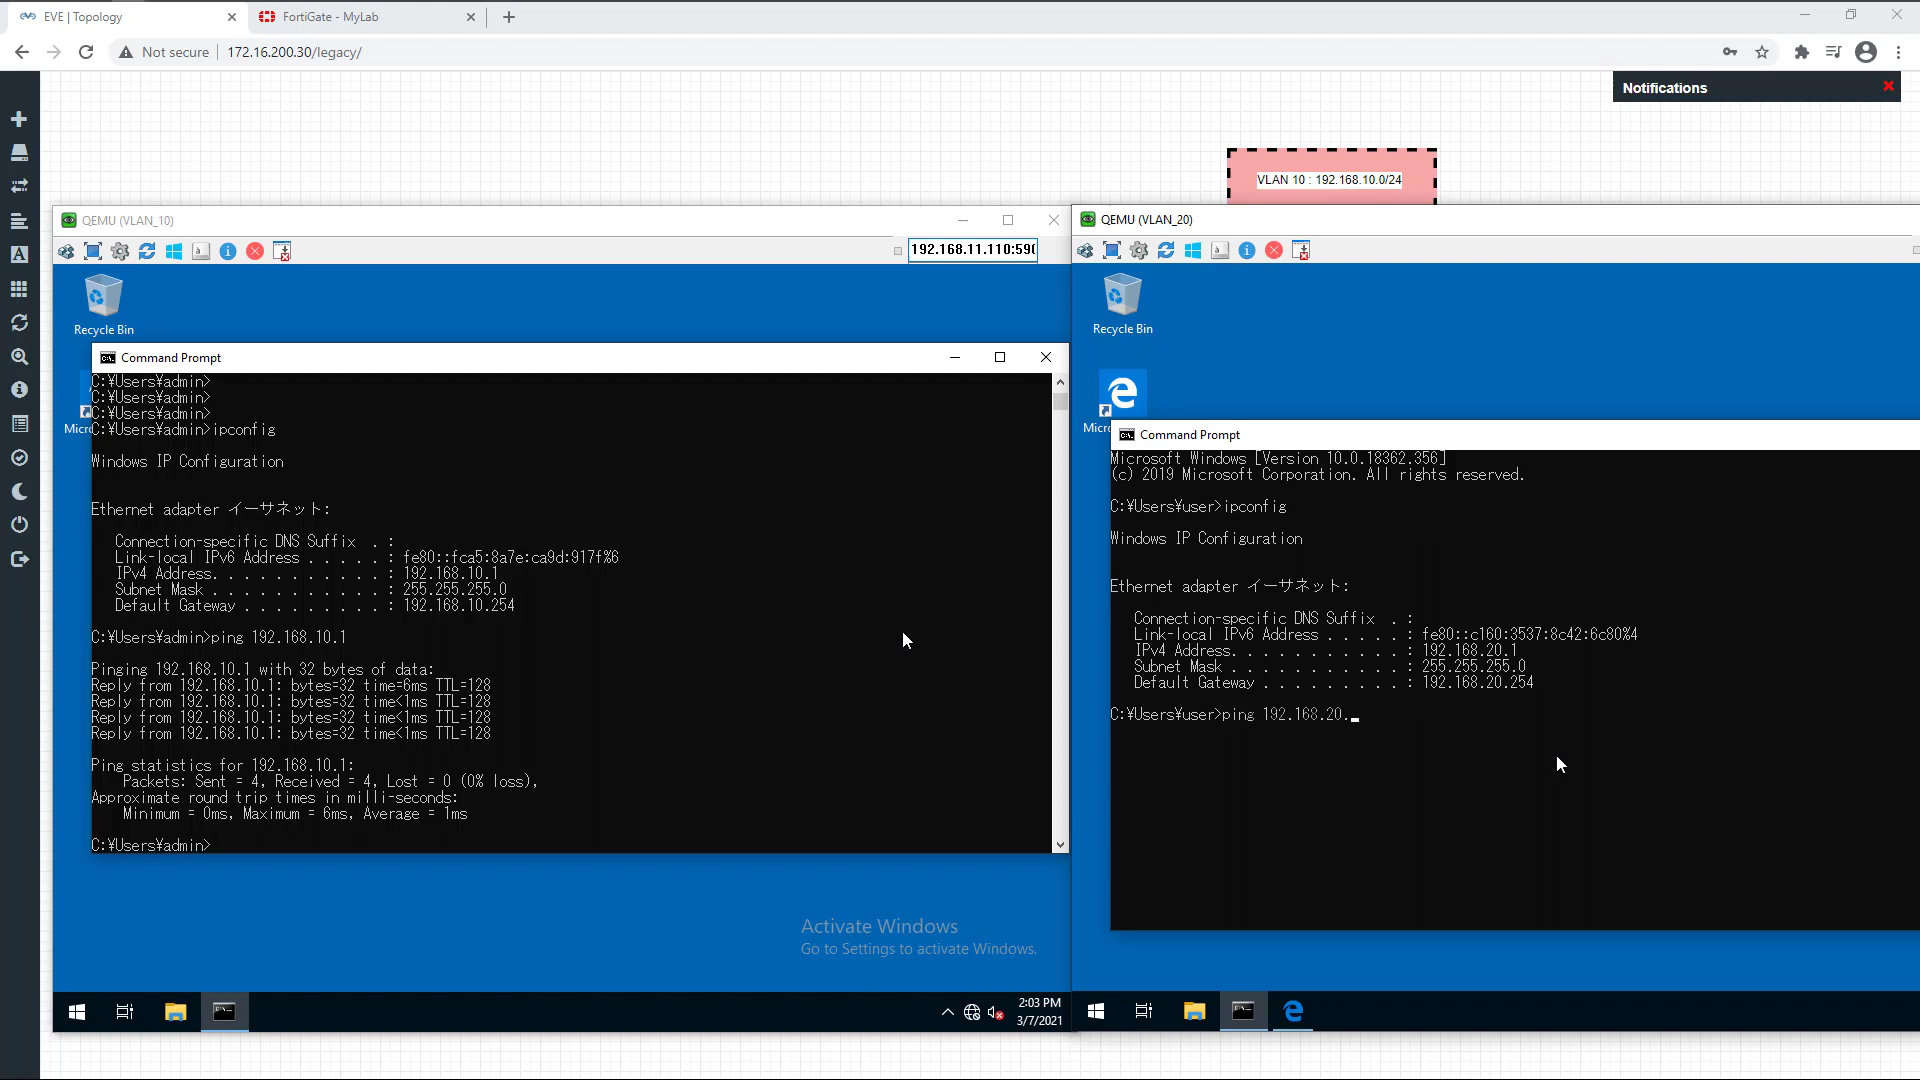 EVE | Topology
FortiGate - MyLab
Not secure
172.16.200.30/legacy/
Notifications
VLAN 10 : 192.168.10.0/24
QEMU (VLAN_10)
192.168.11.110:590
Recycle Bin
Command Prompt
C:¥Users¥admin>
C:¥Users¥admin>
C:¥Users¥admin>
Micro
C:¥Users¥admin>ipconfig
Windows IP Configuration
Ethernet adapter イーサネット:
Connection-specific DNS Suffix . :
Link-local IPv6 Address . . . . . : fe80::fca5:8a7e:ca9d:917f%6
IPv4 Address. . . . . . . . . . . : 192.168.10.1
Subnet Mask . . . . . . . . . . . : 255.255.255.0
Default Gateway . . . . . . . . . : 192.168.10.254
C:¥Users¥admin>ping 192.168.10.1
Pinging 192.168.10.1 with 32 bytes of data:
Reply from 192.168.10.1: bytes=32 time=6ms TTL=128
Reply from 192.168.10.1: bytes=32 time<1ms TTL=128
Reply from 192.168.10.1: bytes=32 time<1ms TTL=128
Reply from 192.168.10.1: bytes=32 time<1ms TTL=128
Ping statistics for 192.168.10.1:
Packets: Sent = 4, Received = 4, Lost = 0 (0% loss),
Approximate round trip times in milli-seconds:
Minimum = 0ms, Maximum = 6ms, Average = 1ms
C:¥Users¥admin>
Activate Windows
Go to Settings to activate Windows.
2:03 PM
3/7/2021
QEMU (VLAN_20)
Recycle Bin
Micro
Command Prompt
Microsoft Windows [Version 10.0.18362.356]
(c) 2019 Microsoft Corporation. All rights reserved.
C:¥Users¥user>ipconfig
Windows IP Configuration
Ethernet adapter イーサネット:
Connection-specific DNS Suffix . :
Link-local IPv6 Address . . . . . : fe80::c160:3537:8c42:6c80%4
IPv4 Address. . . . . . . . . . . : 192.168.20.1
Subnet Mask . . . . . . . . . . . : 255.255.255.0
Default Gateway . . . . . . . . . : 192.168.20.254
C:¥Users¥user>ping 192.168.20._